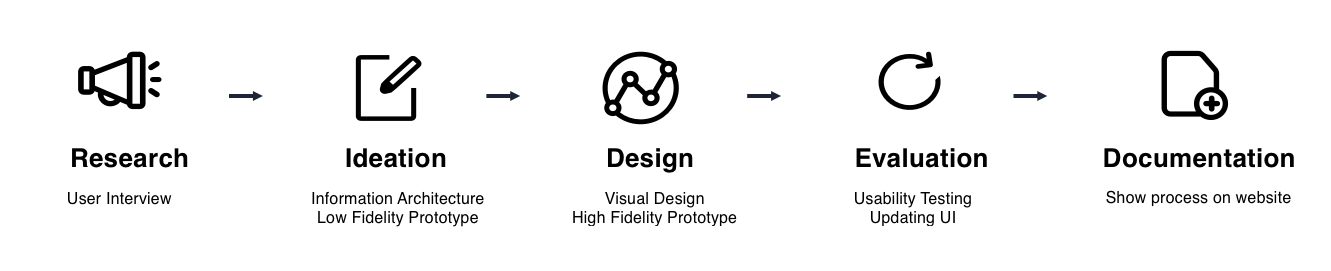 Research
User Interview
Ideation
Information Architecture
Low Fidelity Prototype
Design
Visual Design
High Fidelity Prototype
Evaluation
Usability Testing
Updating UI
Documentation
Show process on website